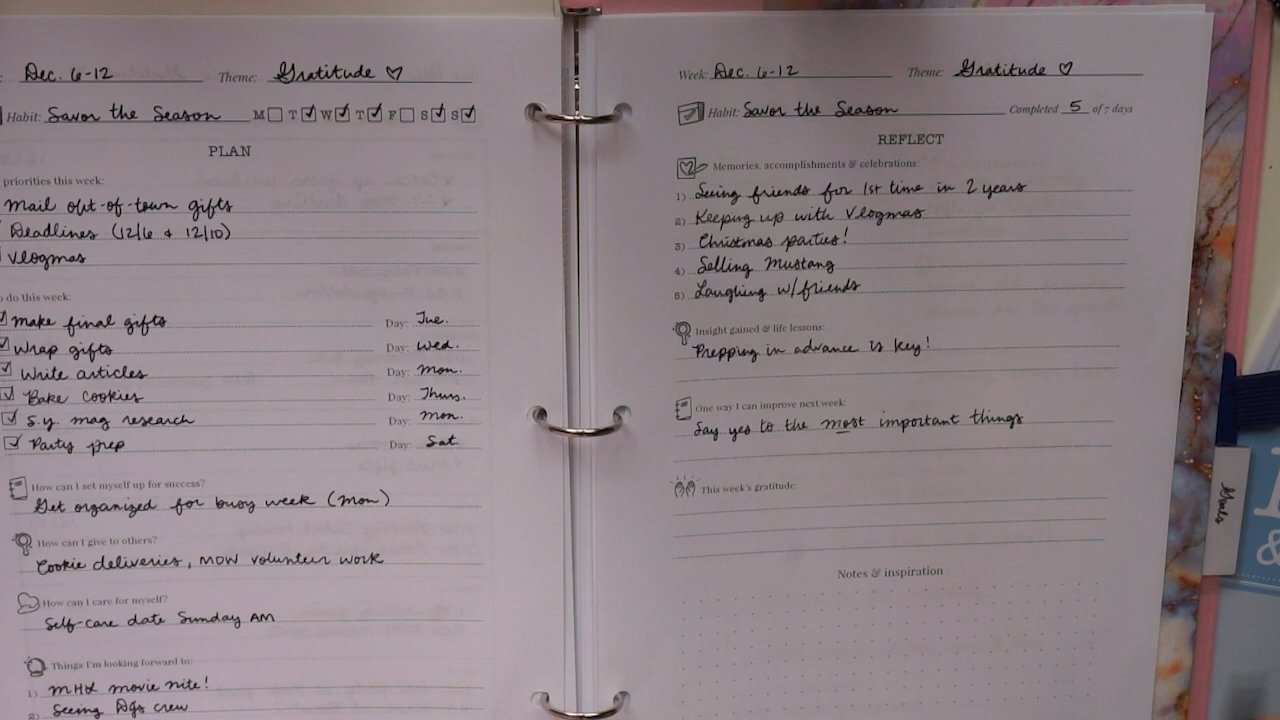 : Dec. 6-12 Theme: Gratitude ♡
Habit: Savor the Season M ☐ T ☑ W ☑ T ☑ F ☐ S ☑ S ☑
PLAN
priorities this week:
Mail out-of-town gifts
Deadlines (12/6 & 12/10)
Vlogmas
o do this week:
☑ Make final gifts Day: Tue.
☑ Wrap gifts Day: Wed.
☑ Write articles Day: Mon.
☑ Bake cookies Day: Thurs.
☑ S.Y. mag research Day: Mon.
☑ Party prep Day: Sat.
How can I set myself up for success?
Get organized for busy week (Mon)
How can I give to others?
Cookie deliveries, MOW volunteer work
How can I care for myself?
Self-care date Sunday AM
Things I'm looking forward to:
1) movie nite!
2) Seeing crew
Week: Dec. 6-12 Theme: Gratitude ♡
Habit: Savor the Season Completed 5 of 7 days
REFLECT
Memories, accomplishments & celebrations:
1) Seeing friends for 1st time in 2 years
2) Keeping up with Vlogmas
3) Christmas parties!
4) Selling Mustang
5) Laughing w/friends
Insight gained & life lessons:
Prepping in advance is key!
One way I can improve next week:
Say yes to the most important things
This week's gratitude:
Notes & inspiration
Goals
&